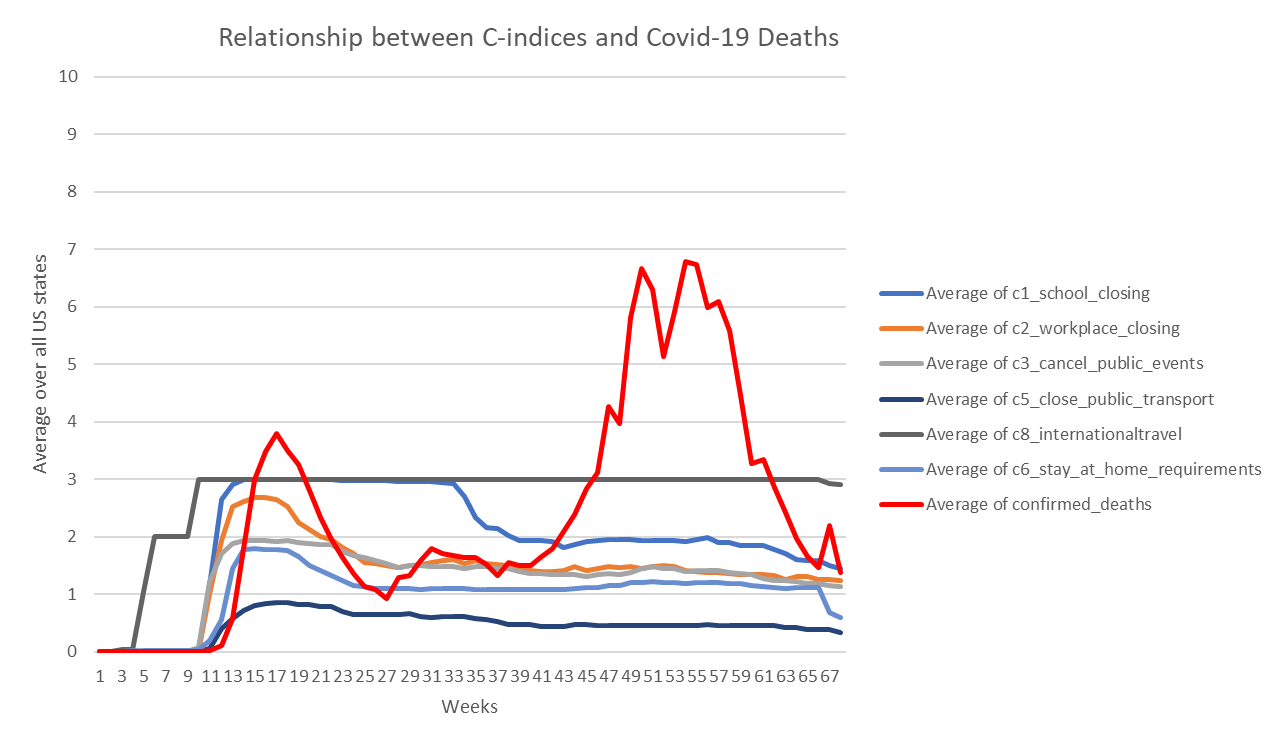 Relationship between C-indices and Covid-19 Deaths
10
9
8
7
6
5
4
3
2
1
0
Average over all US states
1 3 5 7 9 11 13 15 17 19 21 23 25 27 29 31 33 35 37 39 41 43 45 47 49 51 53 55 57 59 61 63 65 67
Weeks
Average of c1_school_closing
Average of c2_workplace_closing
Average of c3_cancel_public_events
Average of c5_close_public_transport
Average of c8_internationaltravel
Average of c6_stay_at_home_requirements
Average of confirmed_deaths